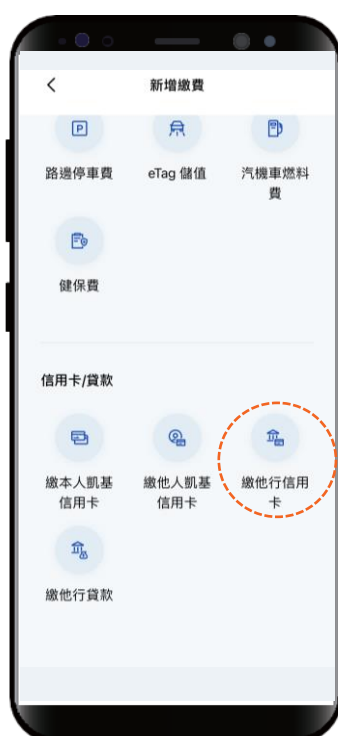 新增繳費
P
路邊停車費 eTag 儲值 汽機車燃料
費
健保費
信用卡/貸款
繳本人凱基 繳他人凱基 繳他行信用
信用卡 信用卡 卡
繳他行貸款